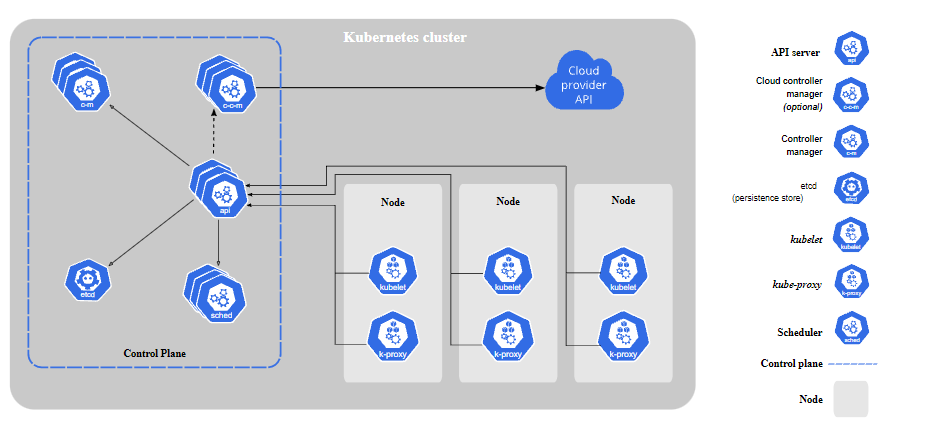 Kubernetes cluster
c-m
c-c-m
Cloud
provider
API
api
Node
Node
Node
etcd
sched
kubelet
kubelet
kubelet
k-proxy
k-proxy
k-proxy
Control Plane
API server
api
Cloud controller
manager
(optional)
c-c-m
Controller
manager
c-m
etcd
(persistence store)
etcd
kubelet
kubelet
kube-proxy
k-proxy
Scheduler
sched
Control plane
Node